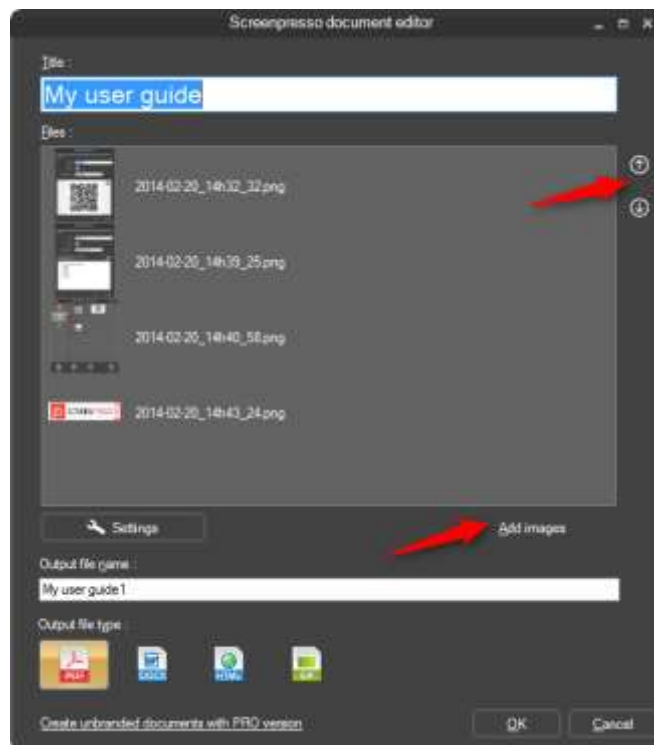 Screenpresso document editor
Title :
My user guide
Files :
2014-02-20_14h32_32.png
2014-02-20_14h39_25.png
2014-02-20_14h40_58.png
2014-02-20_14h43_24.png
Settings
Add images
Output file name :
My user guide1
Output file type :
PDF
DOCX
HTML
GIF
Create unbranded documents with PRO version
OK
Cancel